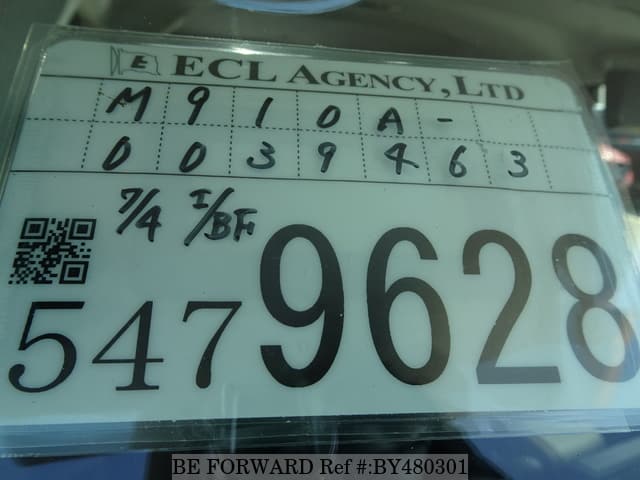 E ECL AGENCY, LTD
M910A-
0039463
7/4 I/BF
5479628
BE FORWARD Ref #:BY480301